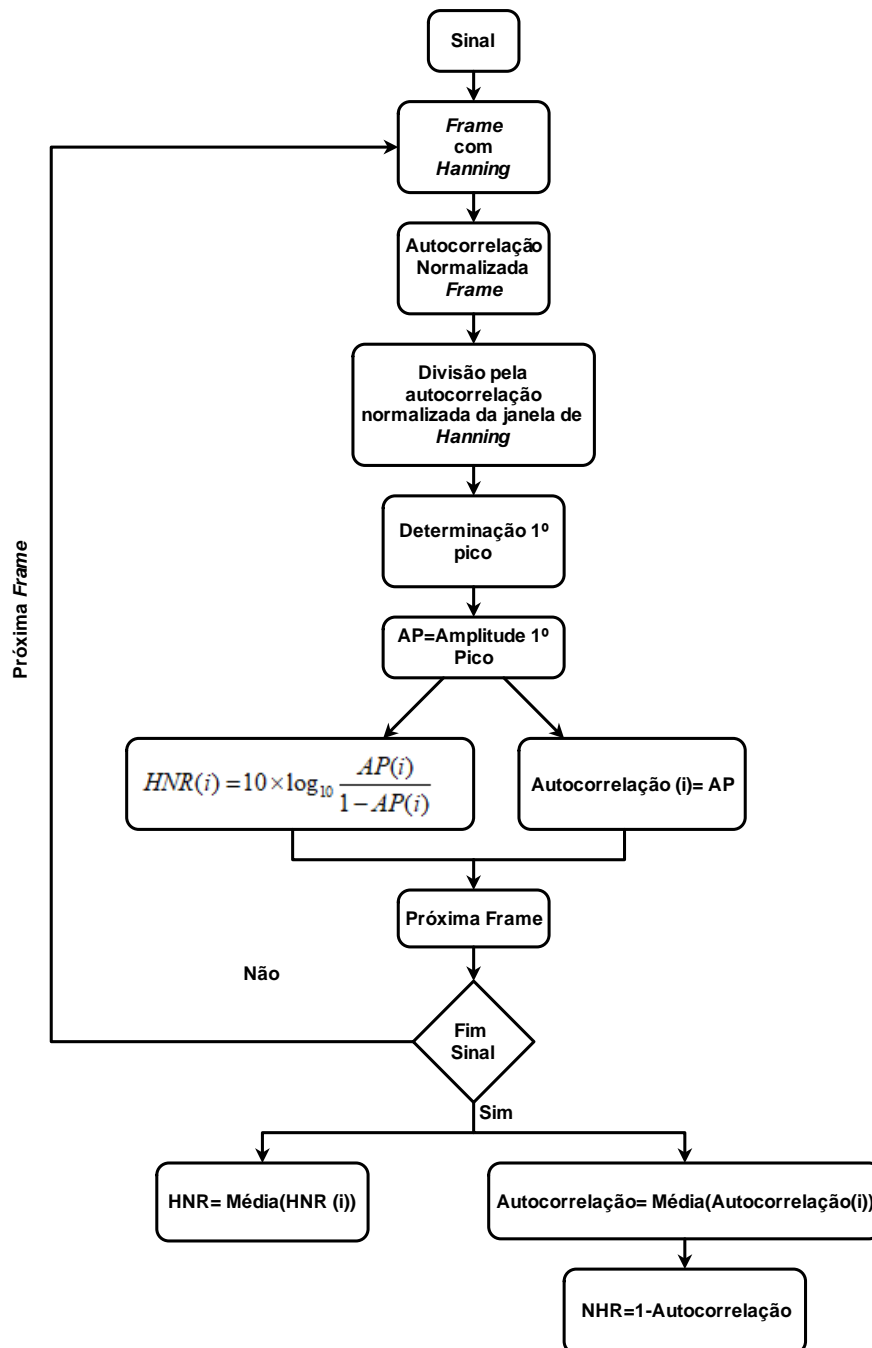 Sinal
Frame
com
Hanning
Autocorrelação
Normalizada
Frame
Divisão pela
autocorrelação
normalizada da janela de
Hanning
Determinação 1º
pico
AP=Amplitude 1º
Pico
HNR(i)=10×log₁₀ AP(i)/(1−AP(i))
Autocorrelação (i)= AP
Próxima Frame
Não
Fim
Sinal
Sim
HNR= Média(HNR (i))
Autocorrelação= Média(Autocorrelação(i))
NHR=1-Autocorrelação
Próxima Frame